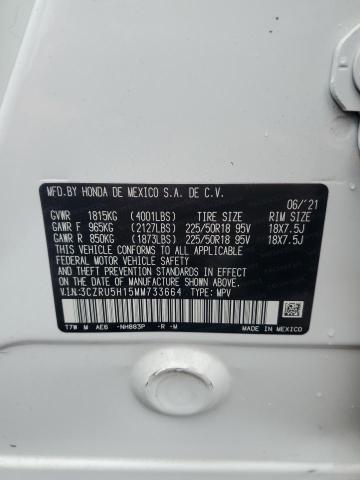 MFD.BY HONDA DE MEXICO S.A. DE C.V.
06/'21
GVWR 1815KG (4001LBS) TIRE SIZE RIM SIZE
GAWR F 965KG (2127LBS) 225/50R18 95V 18X7.5J
GAWR R 850KG (1873LBS) 225/50R18 95V 18X7.5J
THIS VEHICLE CONFORMS TO ALL APPLICABLE
FEDERAL MOTOR VEHICLE SAFETY AND BUMPER
STANDARDS IN EFFECT ON THE DATE OF
MANUFACTURE SHOWN ABOVE.
V.I.N:3CZRU5H15MM733664 TYPE: MPV
T7W M AE6 -NH883P -R -M
MADE IN MEXICO